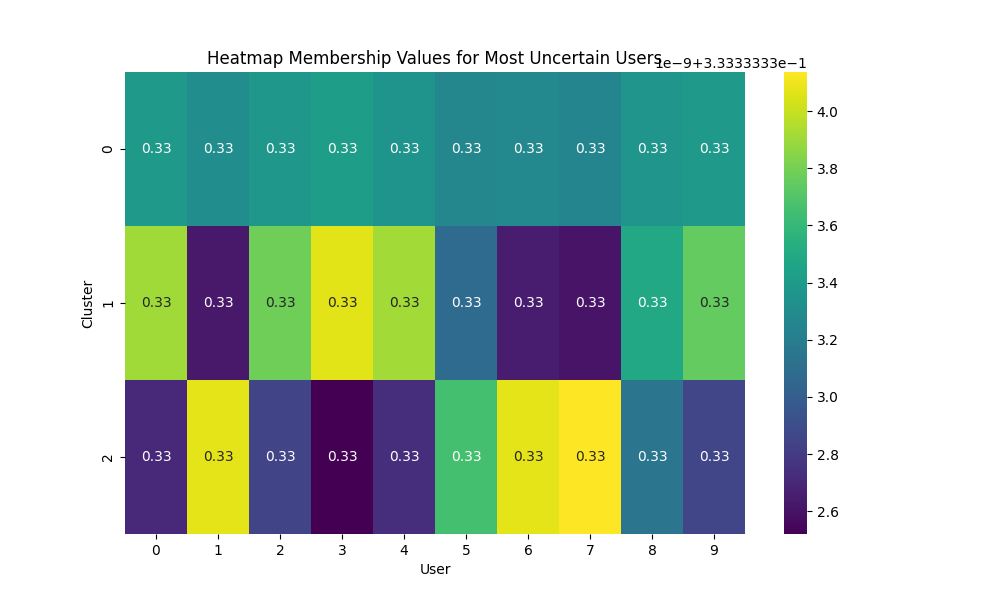 Heatmap Membership Values for Most Uncertain Users
1e−9+3.3333333e−1
0 0.33 0.33 0.33 0.33 0.33 0.33 0.33 0.33 0.33 0.33
1 0.33 0.33 0.33 0.33 0.33 0.33 0.33 0.33 0.33 0.33
2 0.33 0.33 0.33 0.33 0.33 0.33 0.33 0.33 0.33 0.33
Cluster
0 1 2 3 4 5 6 7 8 9
User
4.0
3.8
3.6
3.4
3.2
3.0
2.8
2.6